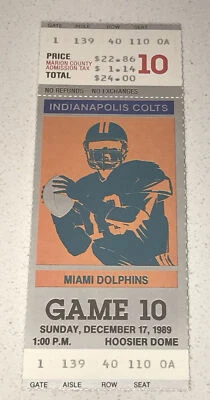 GATE AISLE ROW SEAT
1 139 40 110 OA
PRICE $22.86 10
MARION COUNTY
ADMISSION TAX $ 1.14
TOTAL $24.00
NO REFUNDS - NO EXCHANGES
INDIANAPOLIS COLTS
MIAMI DOLPHINS
GAME 10
SUNDAY, DECEMBER 17, 1989
1:00 P.M. HOOSIER DOME
1 139 40 110 OA
GATE AISLE ROW SEAT